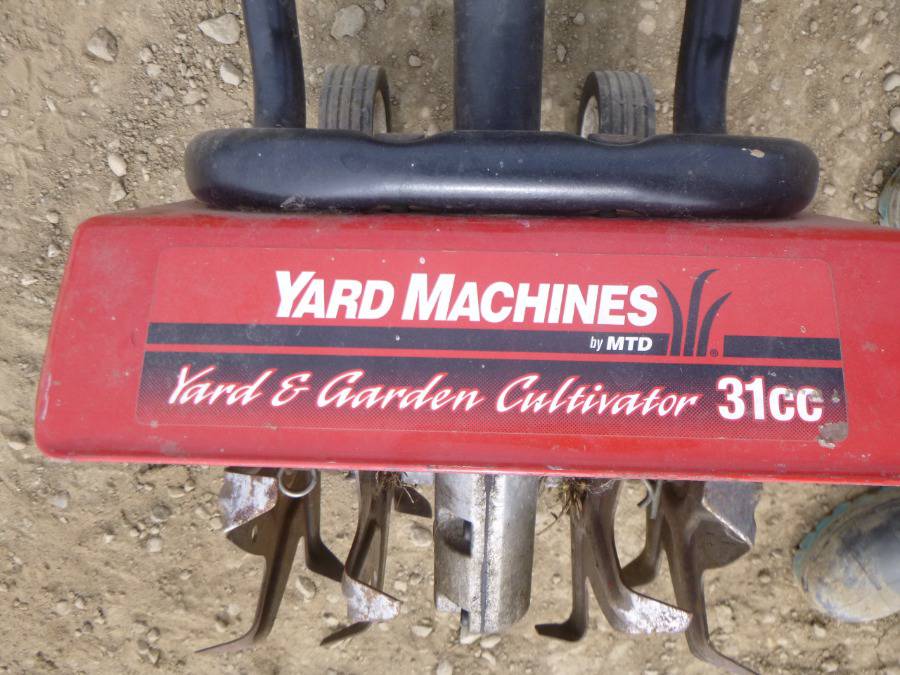 YARD MACHINES
by MTD
Yard & Garden Cultivator 31cc